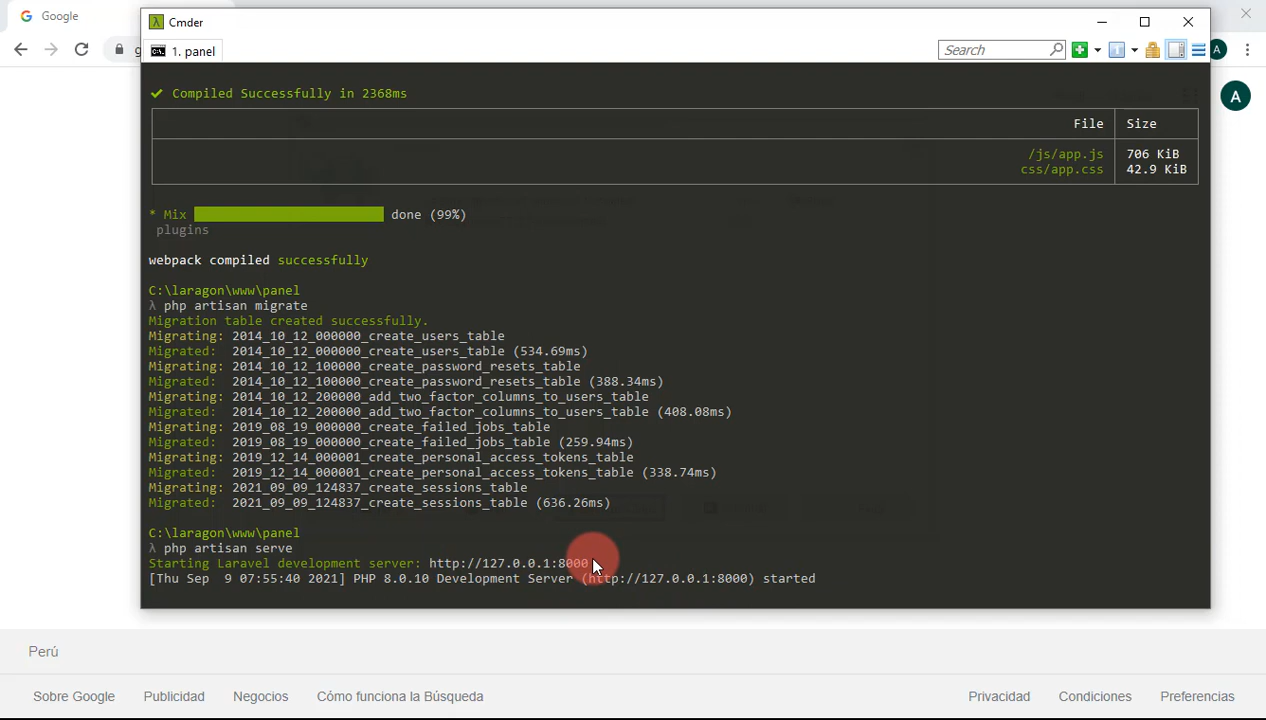 Google
Cmder
1. panel
Search
g
A
A
✔ Compiled Successfully in 2368ms
File Size
/js/app.js 706 KiB
css/app.css 42.9 KiB
* Mix done (99%)
plugins
webpack compiled successfully
C:\laragon\www\panel
λ php artisan migrate
Migration table created successfully.
Migrating: 2014_10_12_000000_create_users_table
Migrated: 2014_10_12_000000_create_users_table (534.69ms)
Migrating: 2014_10_12_100000_create_password_resets_table
Migrated: 2014_10_12_100000_create_password_resets_table (388.34ms)
Migrating: 2014_10_12_200000_add_two_factor_columns_to_users_table
Migrated: 2014_10_12_200000_add_two_factor_columns_to_users_table (408.08ms)
Migrating: 2019_08_19_000000_create_failed_jobs_table
Migrated: 2019_08_19_000000_create_failed_jobs_table (259.94ms)
Migrating: 2019_12_14_000001_create_personal_access_tokens_table
Migrated: 2019_12_14_000001_create_personal_access_tokens_table (338.74ms)
Migrating: 2021_09_09_124837_create_sessions_table
Migrated: 2021_09_09_124837_create_sessions_table (636.26ms)
C:\laragon\www\panel
λ php artisan serve
Starting Laravel development server: http://127.0.0.1:8000
[Thu Sep 9 07:55:40 2021] PHP 8.0.10 Development Server (http://127.0.0.1:8000) started
Perú
Sobre Google Publicidad Negocios Cómo funciona la Búsqueda Privacidad Condiciones Preferencias